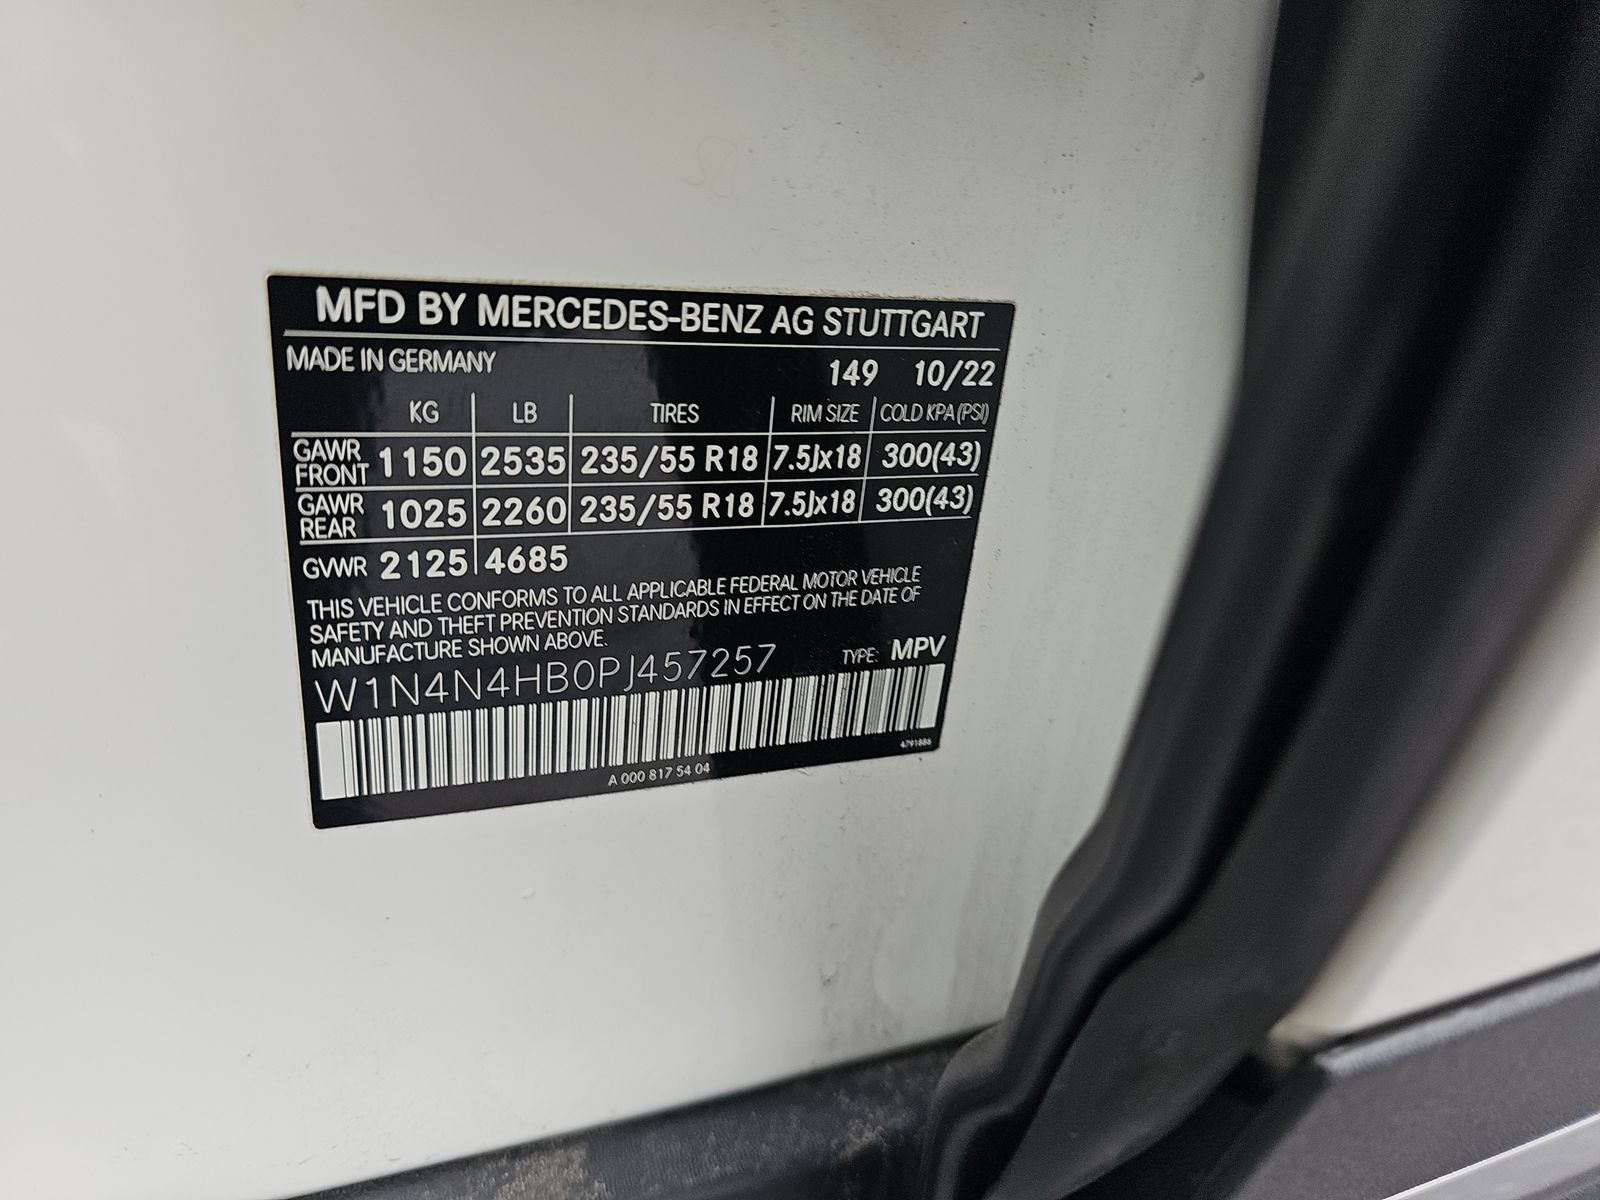 MFD BY MERCEDES-BENZ AG STUTTGART
MADE IN GERMANY 149 10/22
KG LB TIRES RIM SIZE COLD KPA (PSI)
GAWR FRONT 1150 2535 235/55 R18 7.5Jx18 300(43)
GAWR REAR 1025 2260 235/55 R18 7.5Jx18 300(43)
GVWR 2125 4685
THIS VEHICLE CONFORMS TO ALL APPLICABLE FEDERAL MOTOR VEHICLE
SAFETY AND THEFT PREVENTION STANDARDS IN EFFECT ON THE DATE OF
MANUFACTURE SHOWN ABOVE.
W1N4N4HB0PJ457257 TYPE: MPV
4791886
A 000 817 54 04